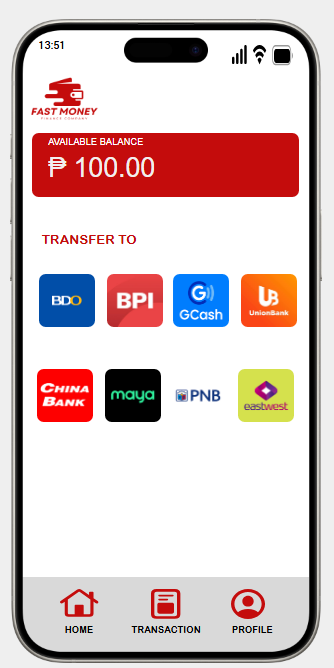 13:51
FAST MONEY
FINANCE COMPANY
AVAILABLE BALANCE
₱ 100.00
TRANSFER TO
BDO BPI G)) GCash UB UnionBank
CHINA BANK maya PNB eastwest
HOME TRANSACTION PROFILE